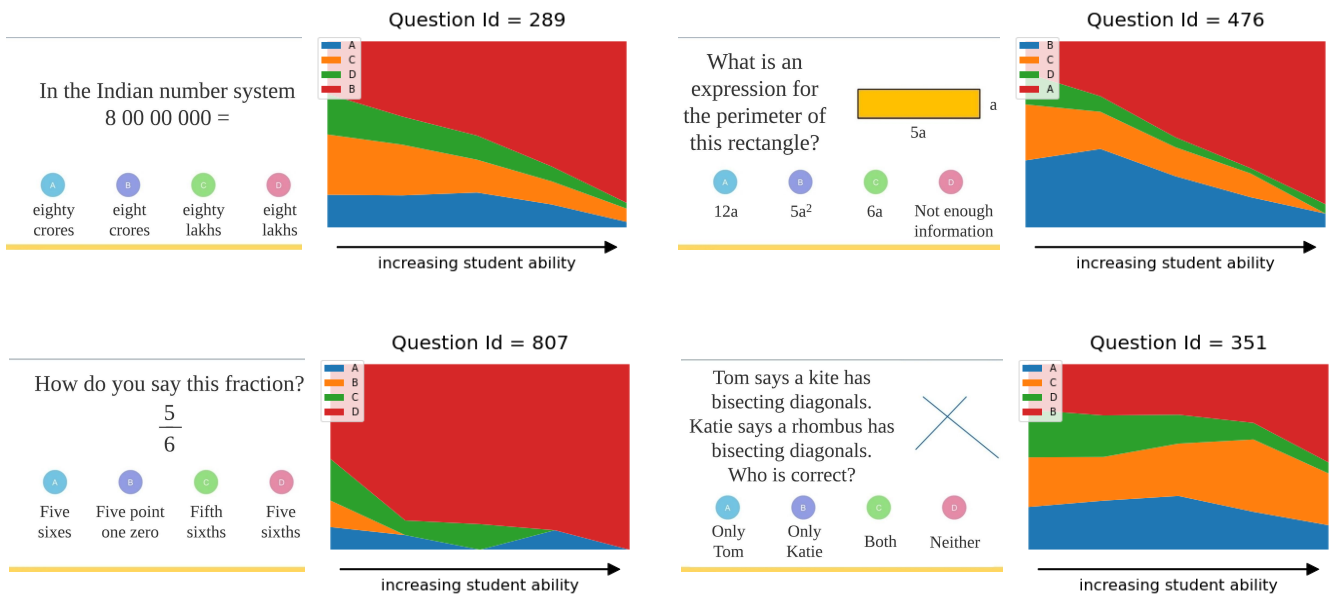 Question Id = 289
In the Indian number system
8 00 00 000 =
A
B
C
D
eighty
crores
eight
crores
eighty
lakhs
eight
lakhs
A
C
D
B
increasing student ability
Question Id = 476
What is an
expression for
the perimeter of
this rectangle?
a
5a
A
B
C
D
12a
5a²
6a
Not enough
information
B
C
D
A
increasing student ability
Question Id = 807
How do you say this fraction?
5
6
A
B
C
D
Five
sixes
Five point
one zero
Fifth
sixths
Five
sixths
A
B
C
D
increasing student ability
Question Id = 351
Tom says a kite has
bisecting diagonals.
Katie says a rhombus has
bisecting diagonals.
Who is correct?
A
B
C
D
Only
Tom
Only
Katie
Both
Neither
A
C
D
B
increasing student ability